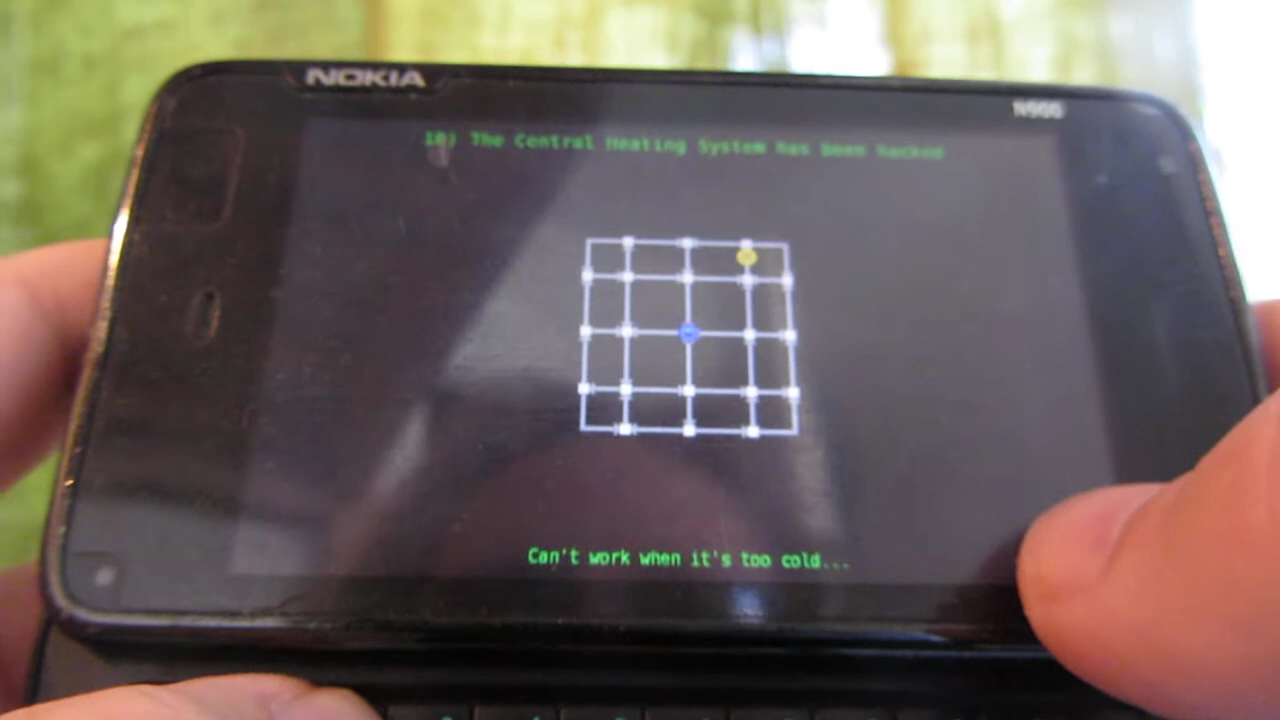 NOKIA
N900
10) The Central Heating System has been hacked
Can't work when it's too cold...